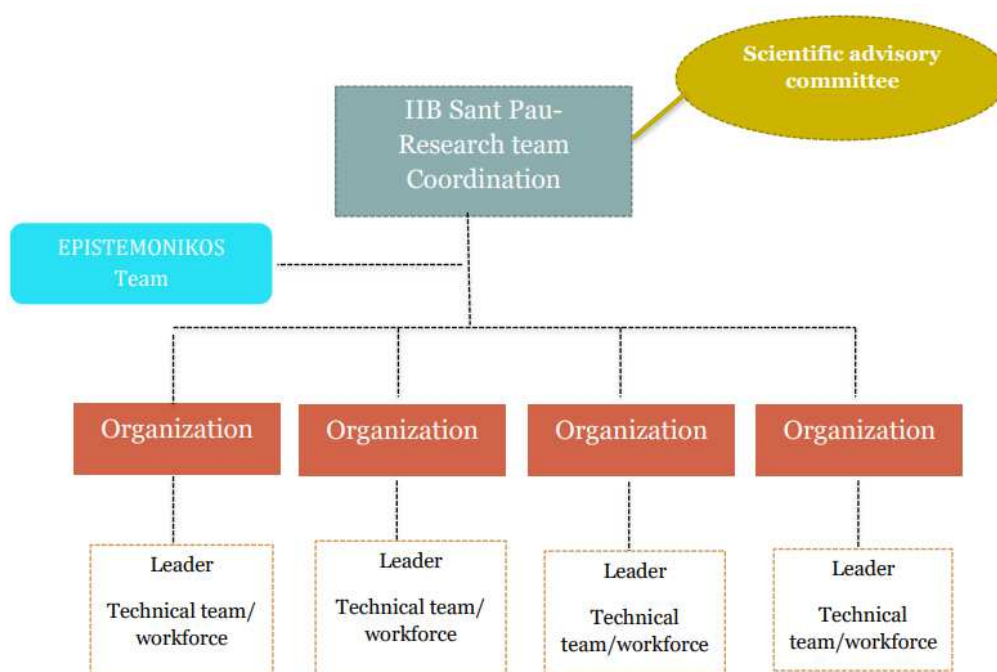 Scientific advisory
committee
IIB Sant Pau-
Research team
Coordination
EPISTEMONIKOS
Team
Organization
Organization
Organization
Organization
Leader
Technical team/
workforce
Leader
Technical team/
workforce
Leader
Technical
team/workforce
Leader
Technical
team/workforce